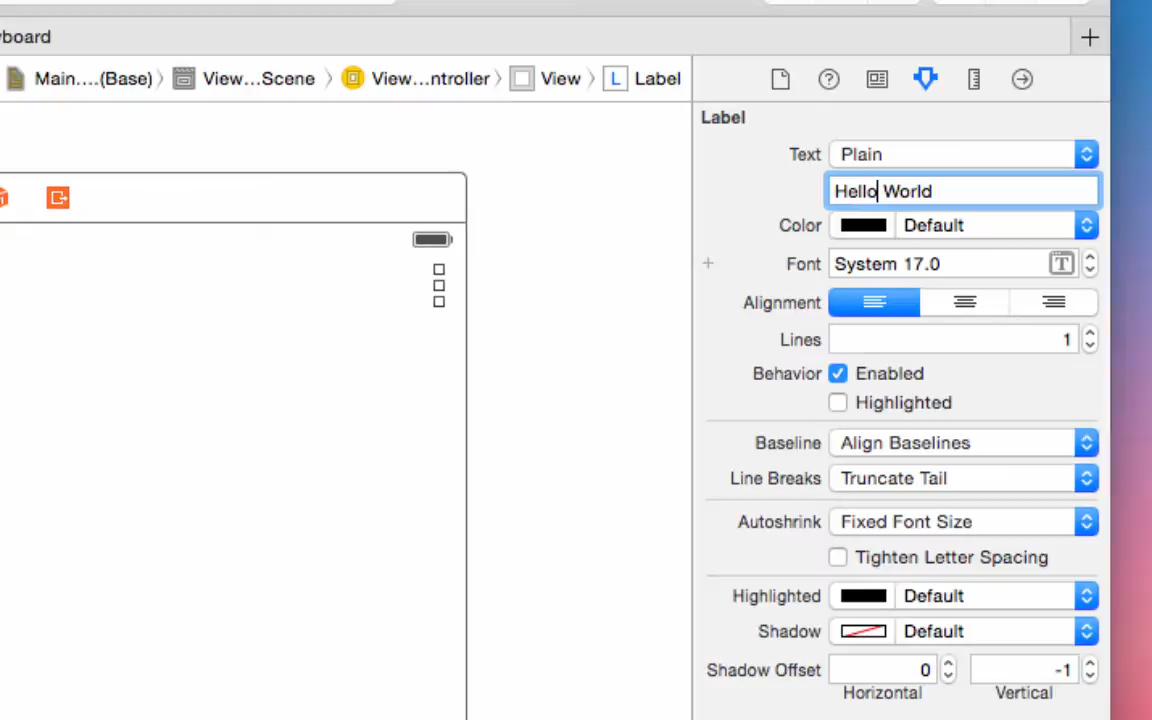 yboard
Main....(Base) View...Scene View...ntroller View L Label
Label
Text Plain
Hello World
Color Default
+ Font System 17.0 T
Alignment
Lines 1
Behavior Enabled
Highlighted
Baseline Align Baselines
Line Breaks Truncate Tail
Autoshrink Fixed Font Size
Tighten Letter Spacing
Highlighted Default
Shadow Default
Shadow Offset 0 -1
Horizontal Vertical